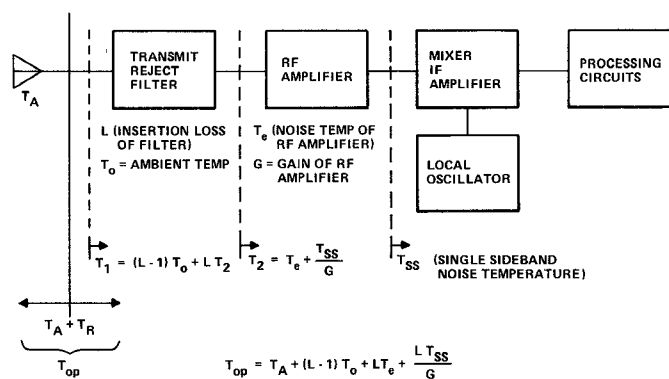 TRANSMIT
REJECT
FILTER
RF
AMPLIFIER
MIXER
IF
AMPLIFIER
PROCESSING
CIRCUITS
T_A
L (INSERTION LOSS
OF FILTER)
T_o = AMBIENT TEMP
T_e (NOISE TEMP OF
RF AMPLIFIER)
G = GAIN OF RF
AMPLIFIER
LOCAL
OSCILLATOR
T_1 = (L - 1) T_o + L T_2
T_2 = T_e + T_SS / G
T_SS (SINGLE SIDEBAND
NOISE TEMPERATURE)
T_A + T_R
T_op
T_op = T_A + (L - 1) T_o + LT_e + L T_SS / G